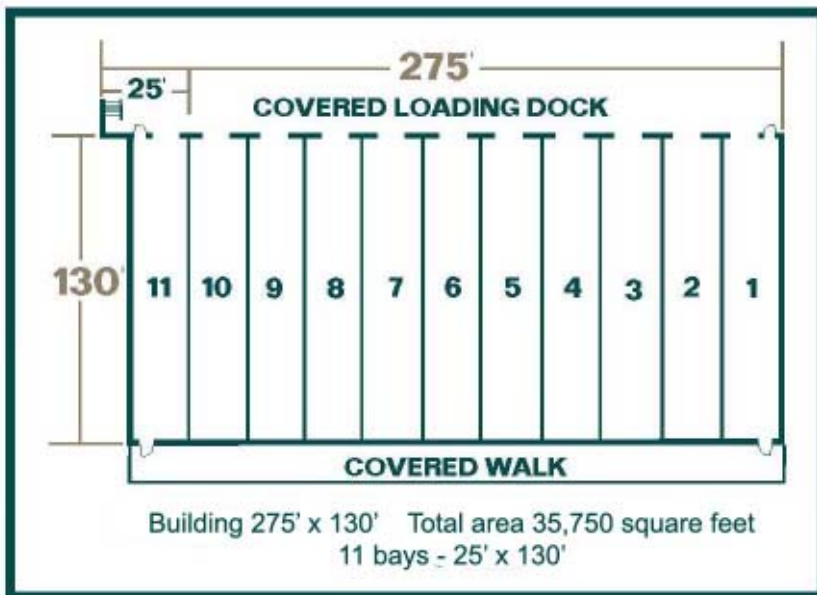 275'
25'
COVERED LOADING DOCK
130'
11 10 9 8 7 6 5 4 3 2 1
COVERED WALK
Building 275' x 130' Total area 35,750 square feet
11 bays - 25' x 130'